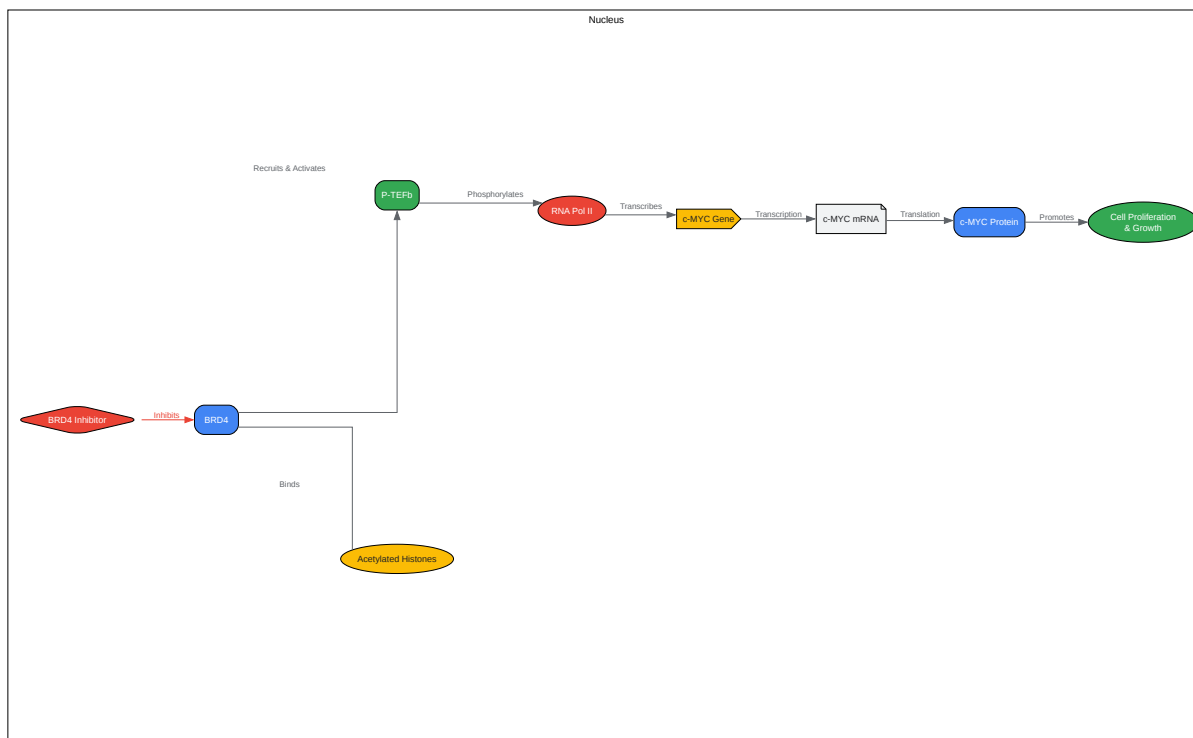 Nucleus
Recruits & Activates
P-TEFb
Phosphorylates
RNA Pol II
Transcribes
c-MYC Gene
Transcription
c-MYC mRNA
Translation
c-MYC Protein
Promotes
Cell Proliferation
& Growth
BRD4 Inhibitor
Inhibits
BRD4
Binds
Acetylated Histones